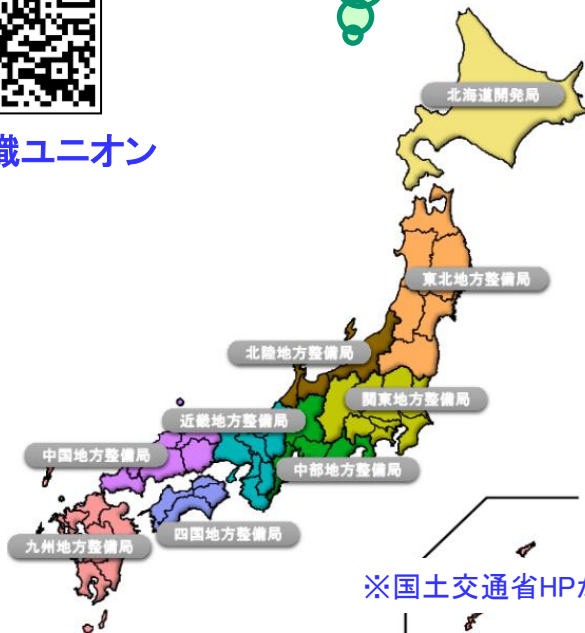 織ユニオン
北海道開発局
東北地方整備局
北陸地方整備局
関東地方整備局
近畿地方整備局
中国地方整備局
中部地方整備局
四国地方整備局
九州地方整備局
※国土交通省HPか